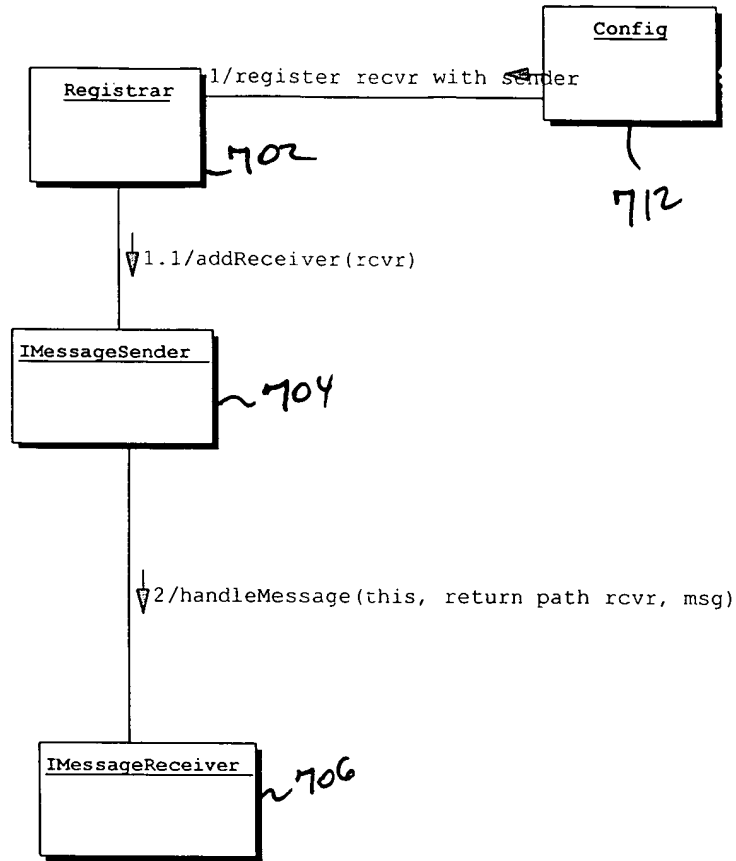 Config
1/register recvr with sender
Registrar
702
712
1.1/addReceiver(rcvr)
IMessageSender
704
2/handleMessage(this, return path rcvr, msg)
IMessageReceiver
706